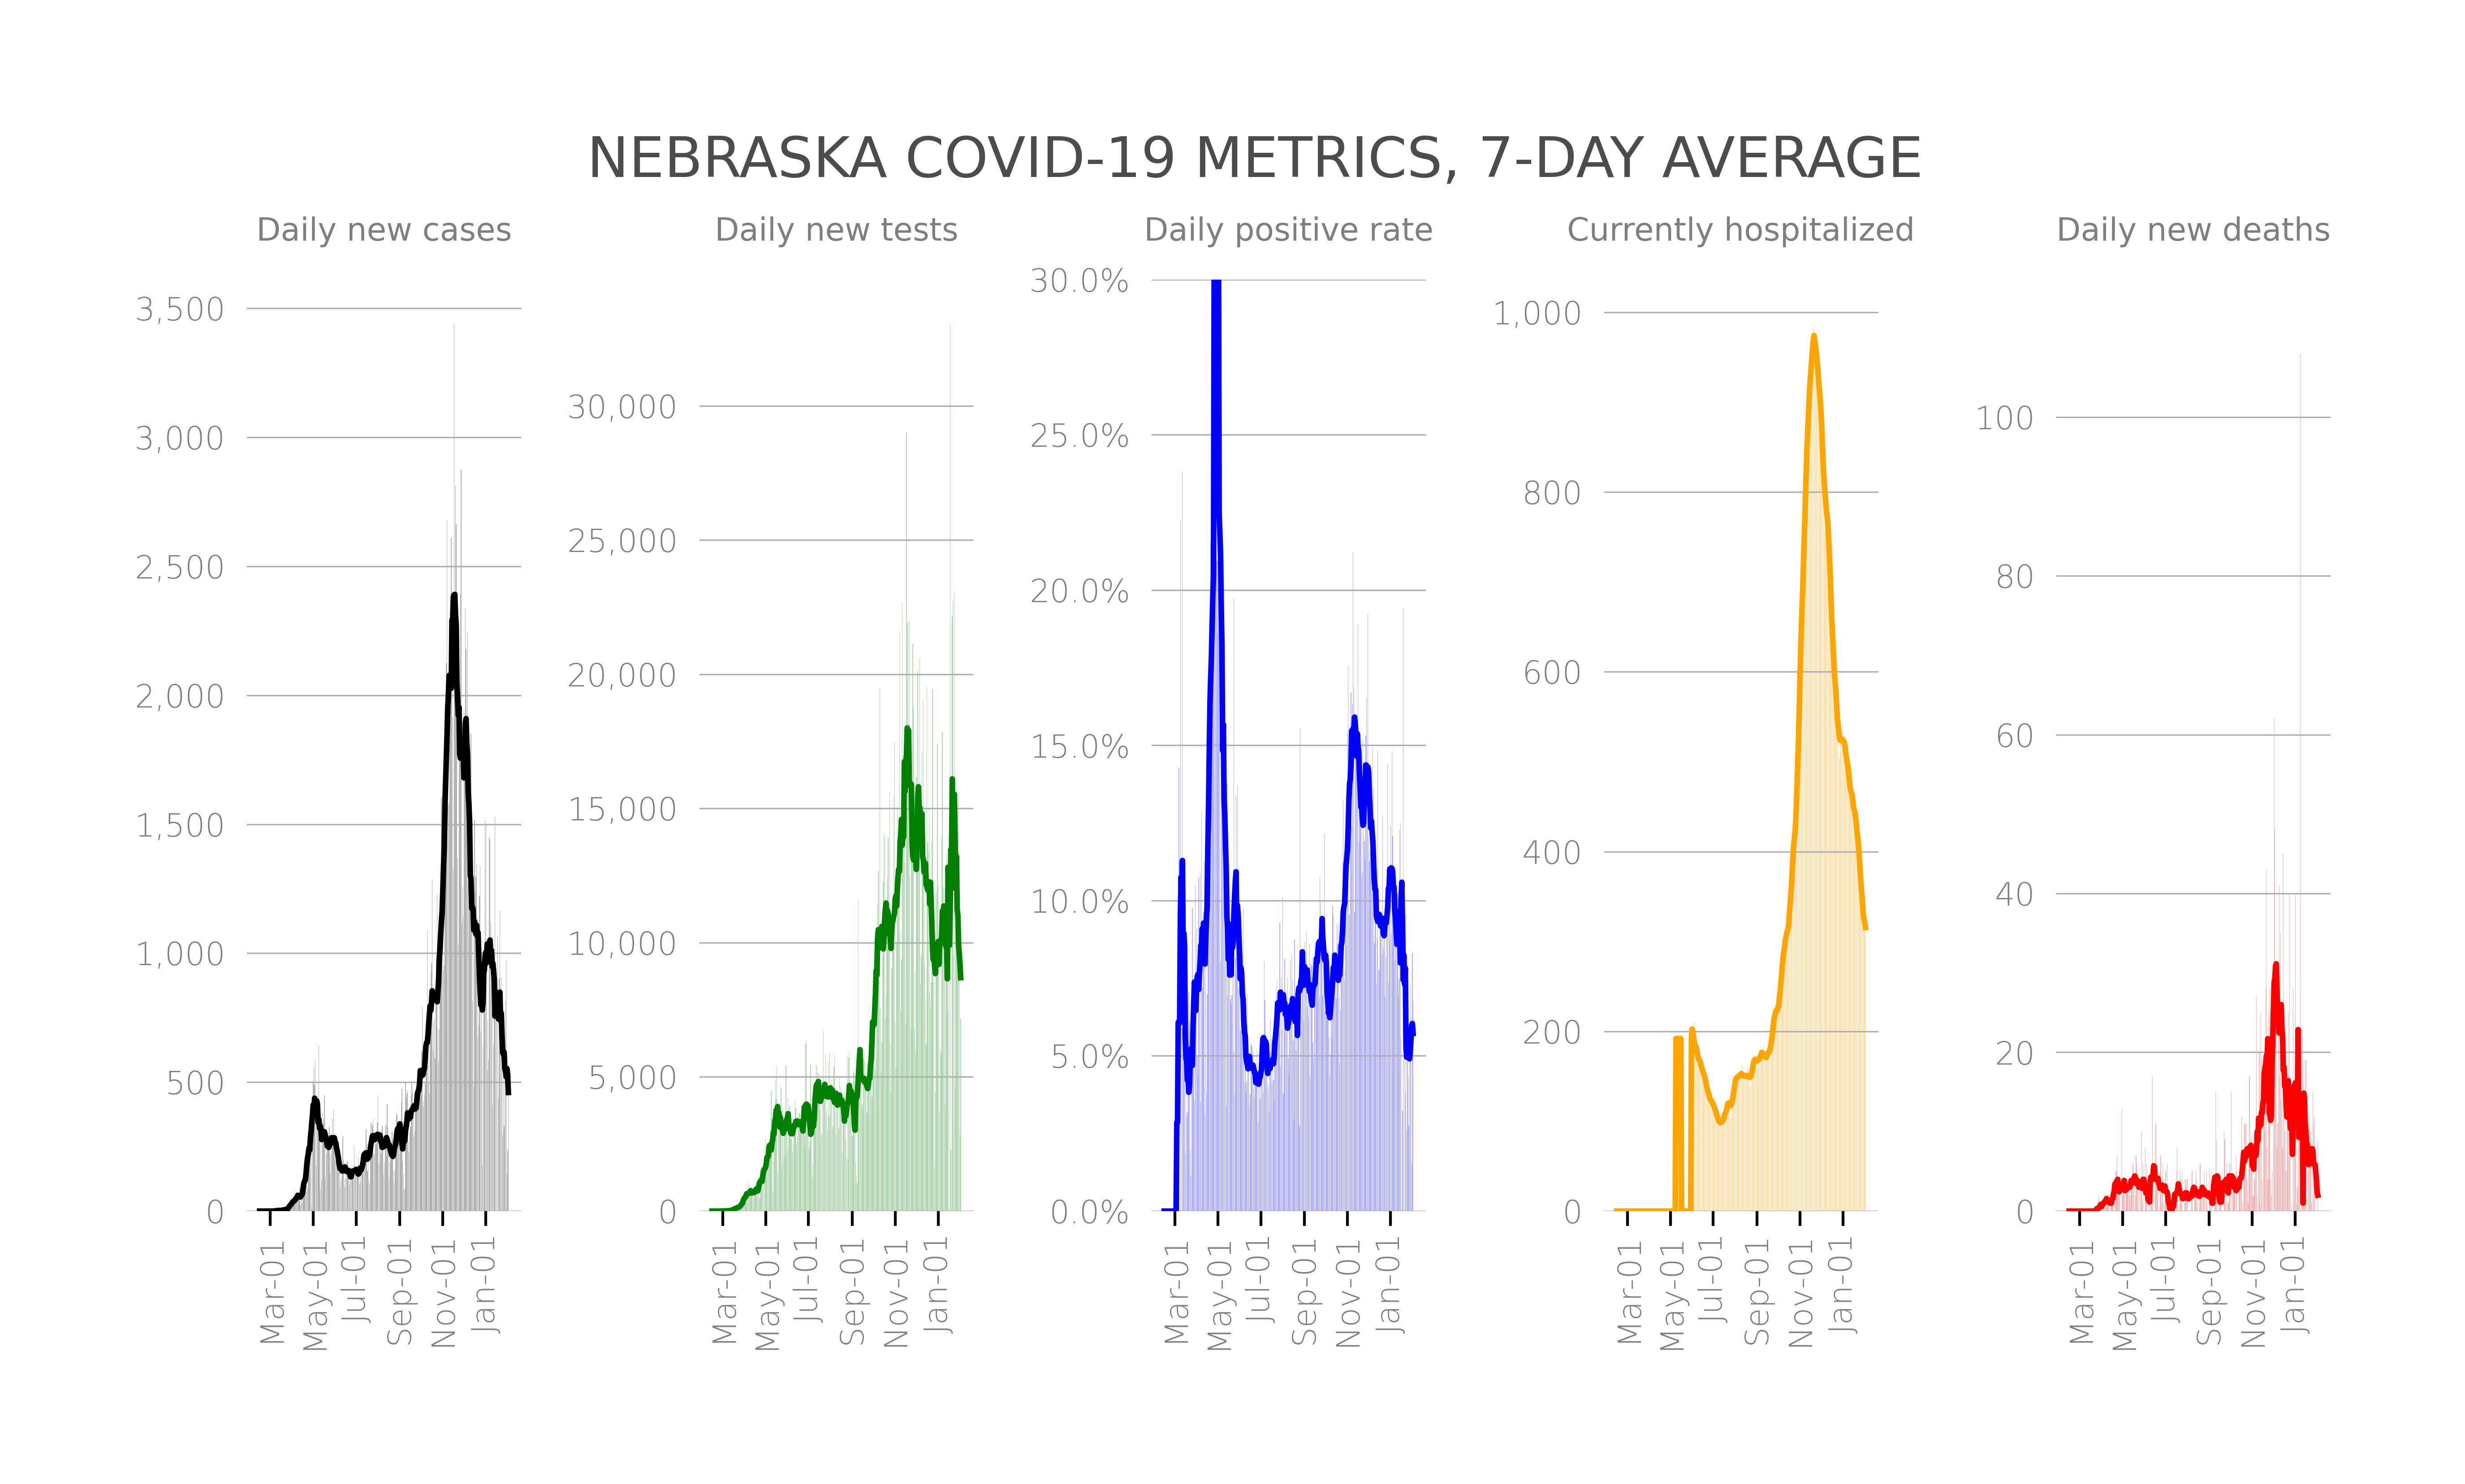 NEBRASKA COVID-19 METRICS, 7-DAY AVERAGE
Daily new cases
3,500
3,000
2,500
2,000
1,500
1,000
500
0
Mar-01
May-01
Jul-01
Sep-01
Nov-01
Jan-01
Daily new tests
30,000
25,000
20,000
15,000
10,000
5,000
0
Mar-01
May-01
Jul-01
Sep-01
Nov-01
Jan-01
Daily positive rate
30.0%
25.0%
20.0%
15.0%
10.0%
5.0%
0.0%
Mar-01
May-01
Jul-01
Sep-01
Nov-01
Jan-01
Currently hospitalized
1,000
800
600
400
200
0
Mar-01
May-01
Jul-01
Sep-01
Nov-01
Jan-01
Daily new deaths
100
80
60
40
20
0
Mar-01
May-01
Jul-01
Sep-01
Nov-01
Jan-01